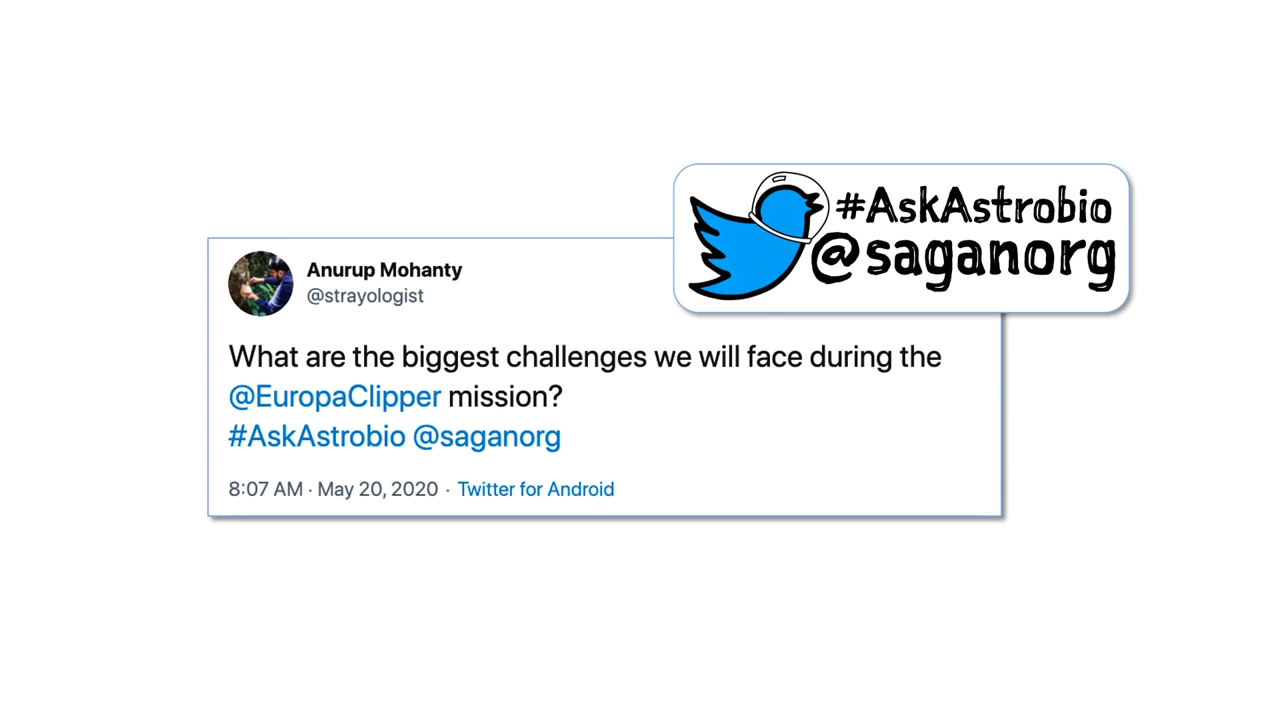 #AskAstrobio
@saganorg
Anurup Mohanty
@strayologist
What are the biggest challenges we will face during the
@EuropaClipper mission?
#AskAstrobio @saganorg
8:07 AM · May 20, 2020 · Twitter for Android